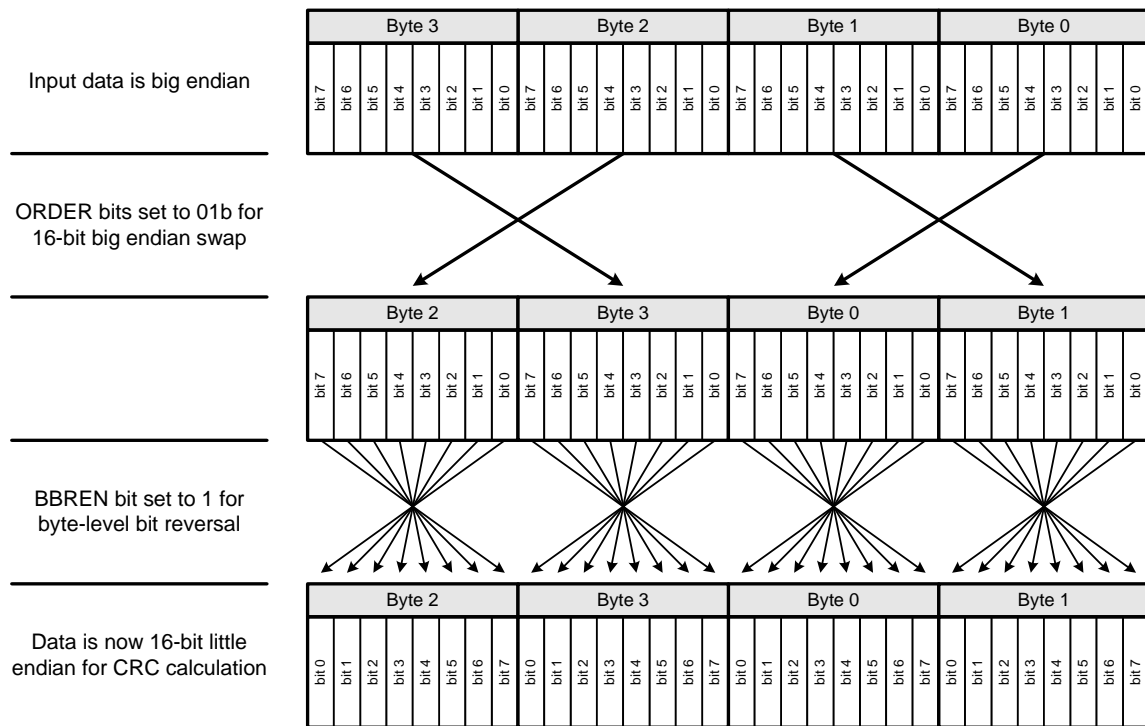 Byte 3 Byte 2 Byte 1 Byte 0
Input data is big endian
bit 7 bit 6 bit 5 bit 4 bit 3 bit 2 bit 1 bit 0 bit 7 bit 6 bit 5 bit 4 bit 3 bit 2 bit 1 bit 0 bit 7 bit 6 bit 5 bit 4 bit 3 bit 2 bit 1 bit 0 bit 7 bit 6 bit 5 bit 4 bit 3 bit 2 bit 1 bit 0
ORDER bits set to 01b for
16-bit big endian swap
Byte 2 Byte 3 Byte 0 Byte 1
bit 7 bit 6 bit 5 bit 4 bit 3 bit 2 bit 1 bit 0 bit 7 bit 6 bit 5 bit 4 bit 3 bit 2 bit 1 bit 0 bit 7 bit 6 bit 5 bit 4 bit 3 bit 2 bit 1 bit 0 bit 7 bit 6 bit 5 bit 4 bit 3 bit 2 bit 1 bit 0
BBREN bit set to 1 for
byte-level bit reversal
Byte 2 Byte 3 Byte 0 Byte 1
Data is now 16-bit little
endian for CRC calculation
bit 0 bit 1 bit 2 bit 3 bit 4 bit 5 bit 6 bit 7 bit 0 bit 1 bit 2 bit 3 bit 4 bit 5 bit 6 bit 7 bit 0 bit 1 bit 2 bit 3 bit 4 bit 5 bit 6 bit 7 bit 0 bit 1 bit 2 bit 3 bit 4 bit 5 bit 6 bit 7